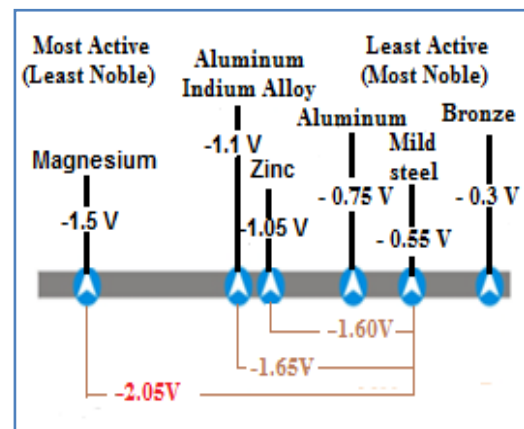 Most Active
(Least Noble)
Aluminum
Indium Alloy
Least Active
(Most Noble)
Magnesium
Zinc
Aluminum
Mild
steel
Bronze
-1.5 V
-1.1 V
-1.05 V
- 0.75 V
- 0.55 V
- 0.3 V
-1.60V
-1.65V
-2.05V